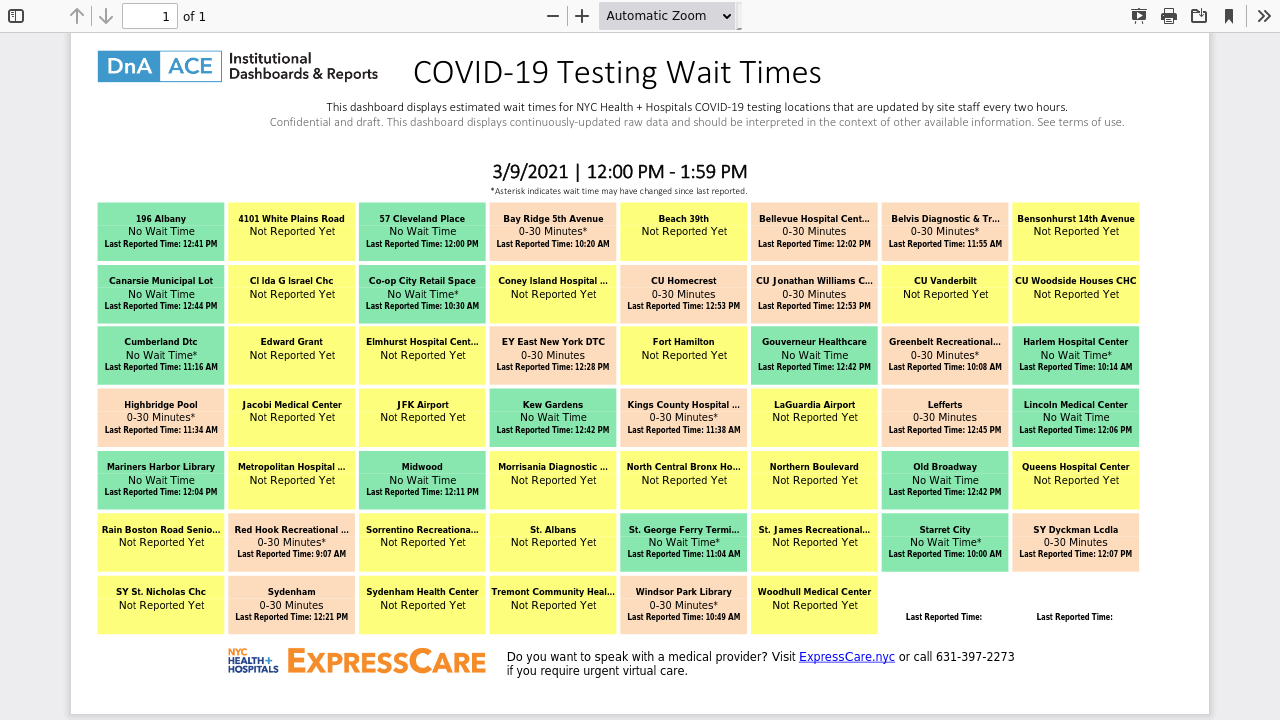 1 of 1
Automatic Zoom
DnA ACE Institutional
Dashboards & Reports
COVID-19 Testing Wait Times
This dashboard displays estimated wait times for NYC Health + Hospitals COVID-19 testing locations that are updated by site staff every two hours.
Confidential and draft. This dashboard displays continuously-updated raw data and should be interpreted in the context of other available information. See terms of use.
3/9/2021 | 12:00 PM - 1:59 PM
*Asterisk indicates wait time may have changed since last reported.
196 Albany
No Wait Time
Last Reported Time: 12:41 PM
4101 White Plains Road
Not Reported Yet
57 Cleveland Place
No Wait Time
Last Reported Time: 12:00 PM
Bay Ridge 5th Avenue
0-30 Minutes*
Last Reported Time: 10:20 AM
Beach 39th
Not Reported Yet
Bellevue Hospital Cent...
0-30 Minutes
Last Reported Time: 12:02 PM
Belvis Diagnostic & Tr...
0-30 Minutes*
Last Reported Time: 11:55 AM
Bensonhurst 14th Avenue
Not Reported Yet
Canarsie Municipal Lot
No Wait Time
Last Reported Time: 12:44 PM
CI Ida G Israel Chc
Not Reported Yet
Co-op City Retail Space
No Wait Time*
Last Reported Time: 10:30 AM
Coney Island Hospital ...
Not Reported Yet
CU Homecrest
0-30 Minutes
Last Reported Time: 12:53 PM
CU Jonathan Williams C...
0-30 Minutes
Last Reported Time: 12:53 PM
CU Vanderbilt
Not Reported Yet
CU Woodside Houses CHC
Not Reported Yet
Cumberland Dtc
No Wait Time*
Last Reported Time: 11:16 AM
Edward Grant
Not Reported Yet
Elmhurst Hospital Cent...
Not Reported Yet
EY East New York DTC
0-30 Minutes
Last Reported Time: 12:28 PM
Fort Hamilton
Not Reported Yet
Gouverneur Healthcare
No Wait Time
Last Reported Time: 12:42 PM
Greenbelt Recreational...
0-30 Minutes*
Last Reported Time: 10:08 AM
Harlem Hospital Center
No Wait Time*
Last Reported Time: 10:14 AM
Highbridge Pool
0-30 Minutes*
Last Reported Time: 11:34 AM
Jacobi Medical Center
Not Reported Yet
JFK Airport
Not Reported Yet
Kew Gardens
No Wait Time
Last Reported Time: 12:42 PM
Kings County Hospital ...
0-30 Minutes*
Last Reported Time: 11:38 AM
LaGuardia Airport
Not Reported Yet
Lefferts
0-30 Minutes
Last Reported Time: 12:45 PM
Lincoln Medical Center
No Wait Time
Last Reported Time: 12:06 PM
Mariners Harbor Library
No Wait Time
Last Reported Time: 12:04 PM
Metropolitan Hospital ...
Not Reported Yet
Midwood
No Wait Time
Last Reported Time: 12:11 PM
Morrisania Diagnostic ...
Not Reported Yet
North Central Bronx Ho...
Not Reported Yet
Northern Boulevard
Not Reported Yet
Old Broadway
No Wait Time
Last Reported Time: 12:42 PM
Queens Hospital Center
Not Reported Yet
Rain Boston Road Senio...
Not Reported Yet
Red Hook Recreational ...
0-30 Minutes*
Last Reported Time: 9:07 AM
Sorrentino Recreationa...
Not Reported Yet
St. Albans
Not Reported Yet
St. George Ferry Termi...
No Wait Time*
Last Reported Time: 11:04 AM
St. James Recreational...
Not Reported Yet
Starret City
No Wait Time*
Last Reported Time: 10:00 AM
SY Dyckman Lcdla
0-30 Minutes
Last Reported Time: 12:07 PM
SY St. Nicholas Chc
Not Reported Yet
Sydenham
0-30 Minutes
Last Reported Time: 12:21 PM
Sydenham Health Center
Not Reported Yet
Tremont Community Heal...
Not Reported Yet
Windsor Park Library
0-30 Minutes*
Last Reported Time: 10:49 AM
Woodhull Medical Center
Not Reported Yet
Last Reported Time:
Last Reported Time:
NYC
HEALTH+
HOSPITALS
EXPRESSCARE
Do you want to speak with a medical provider? Visit ExpressCare.nyc or call 631-397-2273
if you require urgent virtual care.